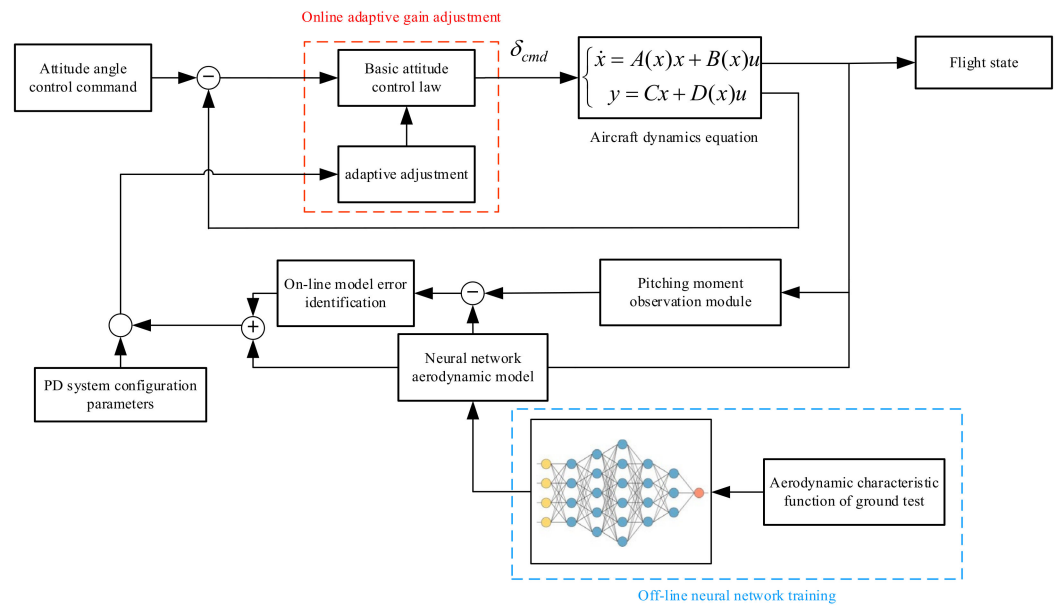 Online adaptive gain adjustment
Attitude angle
control command
−
Basic attitude
control law
δcmd
ẋ = A(x)x + B(x)u
y = Cx + D(x)u
Flight state
Aircraft dynamics equation
adaptive adjustment
On-line model error
identification
−
Pitching moment
observation module
+
Neural network
aerodynamic model
PD system configuration
parameters
Aerodynamic characteristic
function of ground test
Off-line neural network training